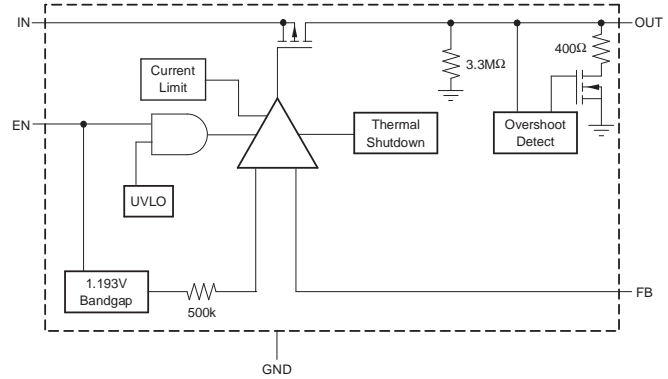 IN
OUT
400Ω
3.3MΩ
Current
Limit
EN
Thermal
Shutdown
Overshoot
Detect
UVLO
1.193V
Bandgap
500k
FB
GND